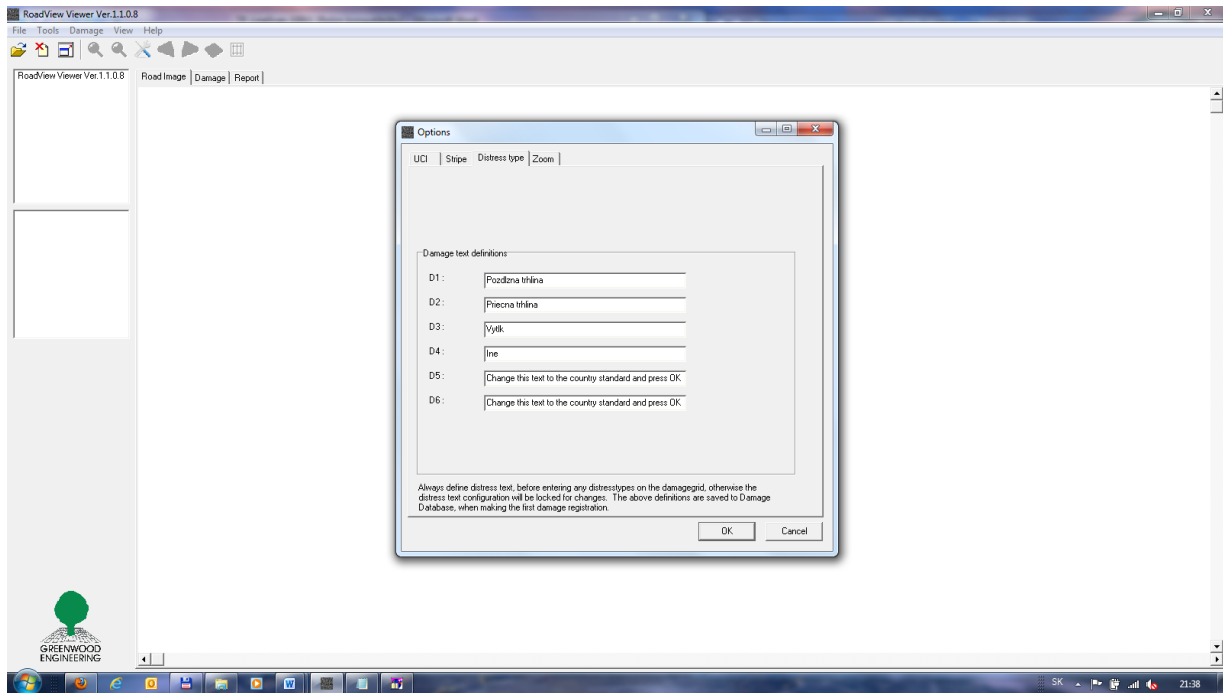 RoadView Viewer Ver.1.1.0.8
File Tools Damage View Help
RoadView Viewer Ver.1.1.0.8
Road Image Damage Report
Options
UCI Stripe Distress type Zoom
Damage text definitions
D1 : Pozdlzna trhlina
D2 : Priecna trhlina
D3 : Vytlk
D4 : Ine
D5 : Change this text to the country standard and press OK
D6 : Change this text to the country standard and press OK
Always define distress text, before entering any distresstypes on the damagegrid, otherwise the
distress text configuration will be locked for changes. The above definitions are saved to Damage
Database, when making the first damage registration.
OK Cancel
GREENWOOD
ENGINEERING
SK 21:38